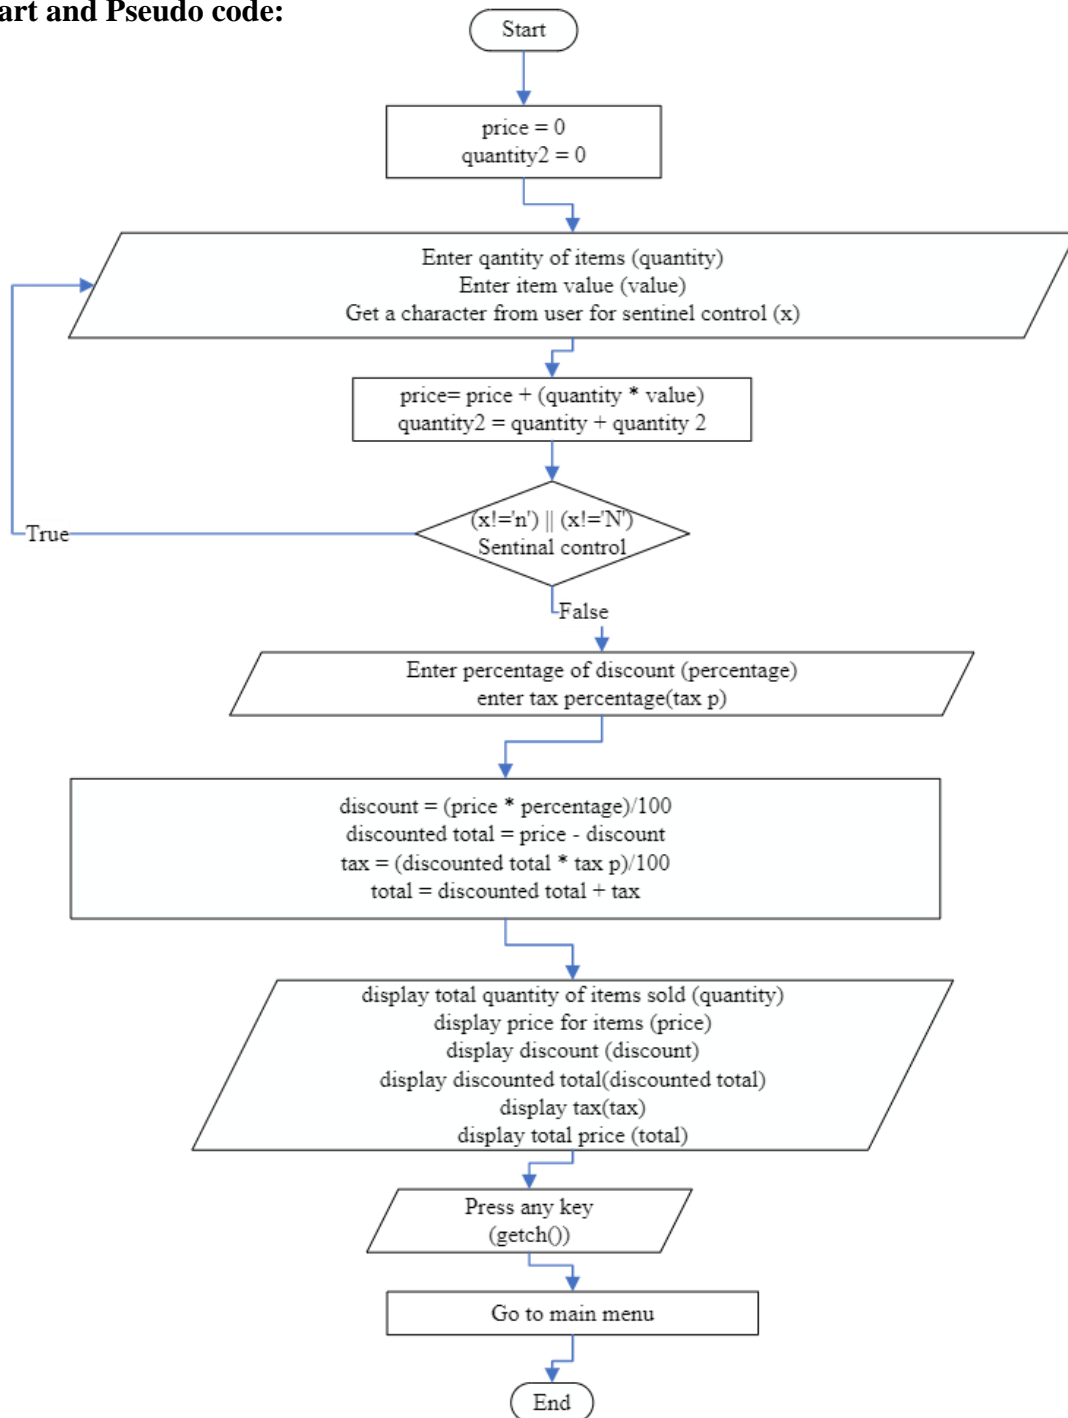 art and Pseudo code:
Start
price = 0
quantity2 = 0
Enter qantity of items (quantity)
Enter item value (value)
Get a character from user for sentinel control (x)
price= price + (quantity * value)
quantity2 = quantity + quantity 2
(x!='n') || (x!='N')
Sentinal control
True
False
Enter percentage of discount (percentage)
enter tax percentage(tax p)
discount = (price * percentage)/100
discounted total = price - discount
tax = (discounted total * tax p)/100
total = discounted total + tax
display total quantity of items sold (quantity)
display price for items (price)
display discount (discount)
display discounted total(discounted total)
display tax(tax)
display total price (total)
Press any key
(getch())
Go to main menu
End